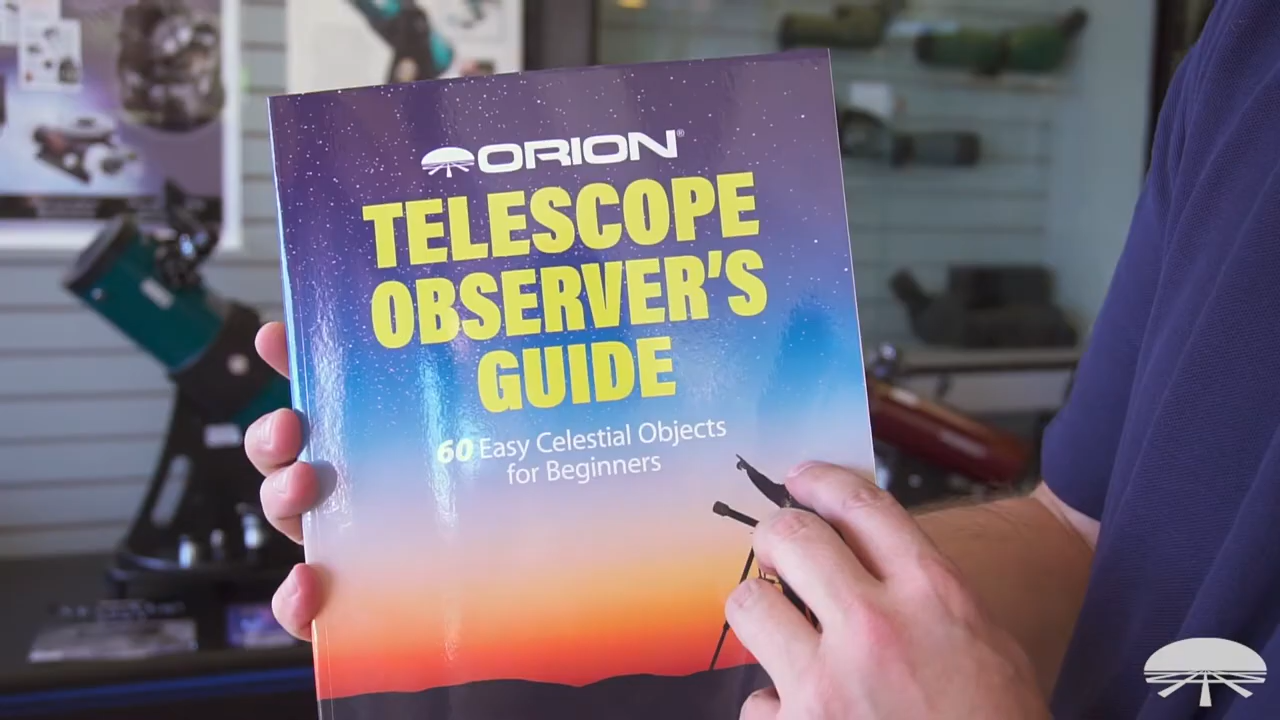 ORION®
TELESCOPE
OBSERVER'S
GUIDE
60 Easy Celestial Objects
for Beginners